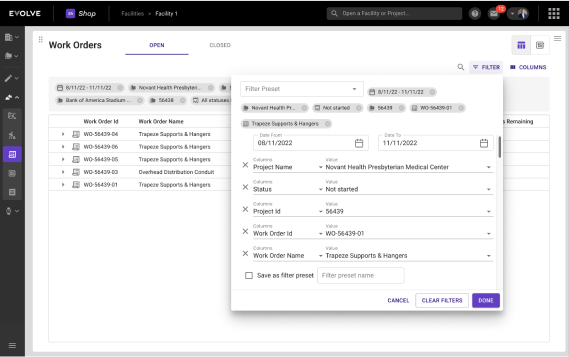 EVOLVE
Shop
Facilities > Facility 1
Open a Facility or Project...
Work Orders
OPEN
CLOSED
FILTER
COLUMNS
8/11/22 - 11/11/22
Novant Health Presbyteri...
Bank of America Stadium ...
56438
All statuses
Work Order Id
Work Order Name
Remaining
WO-56439-04
Trapeze Supports & Hangers
WO-56439-06
Trapeze Supports & Hangers
WO-56439-05
Trapeze Supports & Hangers
WO-56439-03
Overhead Distribution Conduit
WO-56439-01
Trapeze Supports & Hangers
Filter Preset
8/11/22 - 11/11/22
Novant Health Pr...
Not started
56439
WO-56439-01
Trapeze Supports & Hangers
Date From
08/11/2022
Date To
11/11/2022
Columns
Project Name
Value
Novant Health Presbyterian Medical Center
Columns
Status
Value
Not started
Columns
Project Id
Value
56439
Columns
Work Order Id
Value
WO-56439-01
Columns
Work Order Name
Value
Trapeze Supports & Hangers
Save as filter preset
Filter preset name
CANCEL
CLEAR FILTERS
DONE